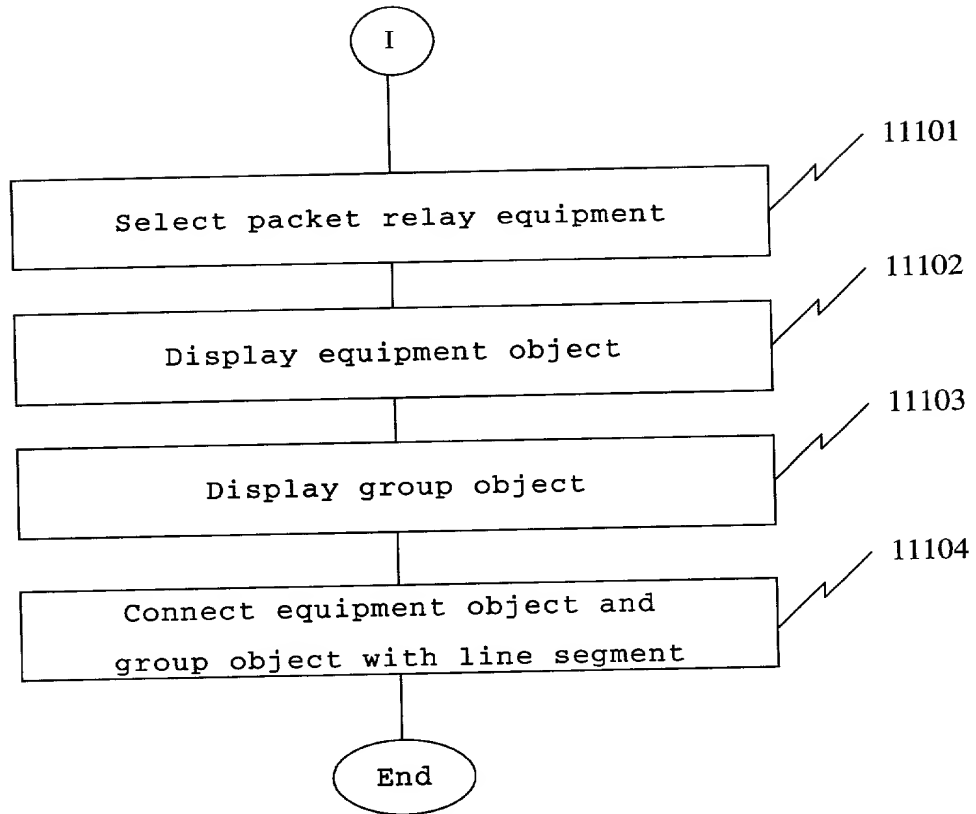 I
11101
Select packet relay equipment
11102
Display equipment object
11103
Display group object
11104
Connect equipment object and
group object with line segment
End